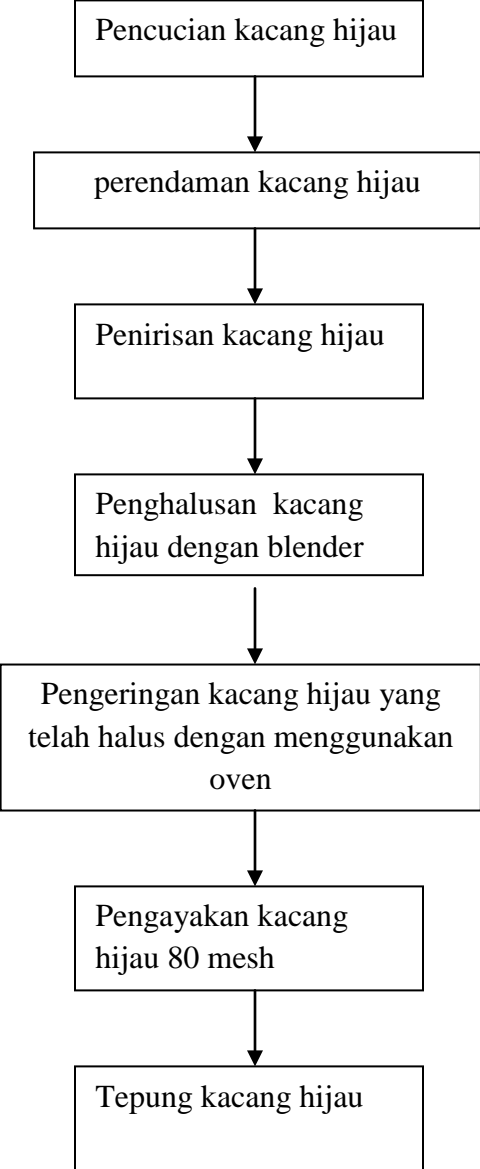 Pencucian kacang hijau
perendaman kacang hijau
Penirisan kacang hijau
Penghalusan  kacang
hijau dengan blender
Pengeringan kacang hijau yang
telah halus dengan menggunakan
oven
Pengayakan kacang
hijau 80 mesh
Tepung kacang hijau